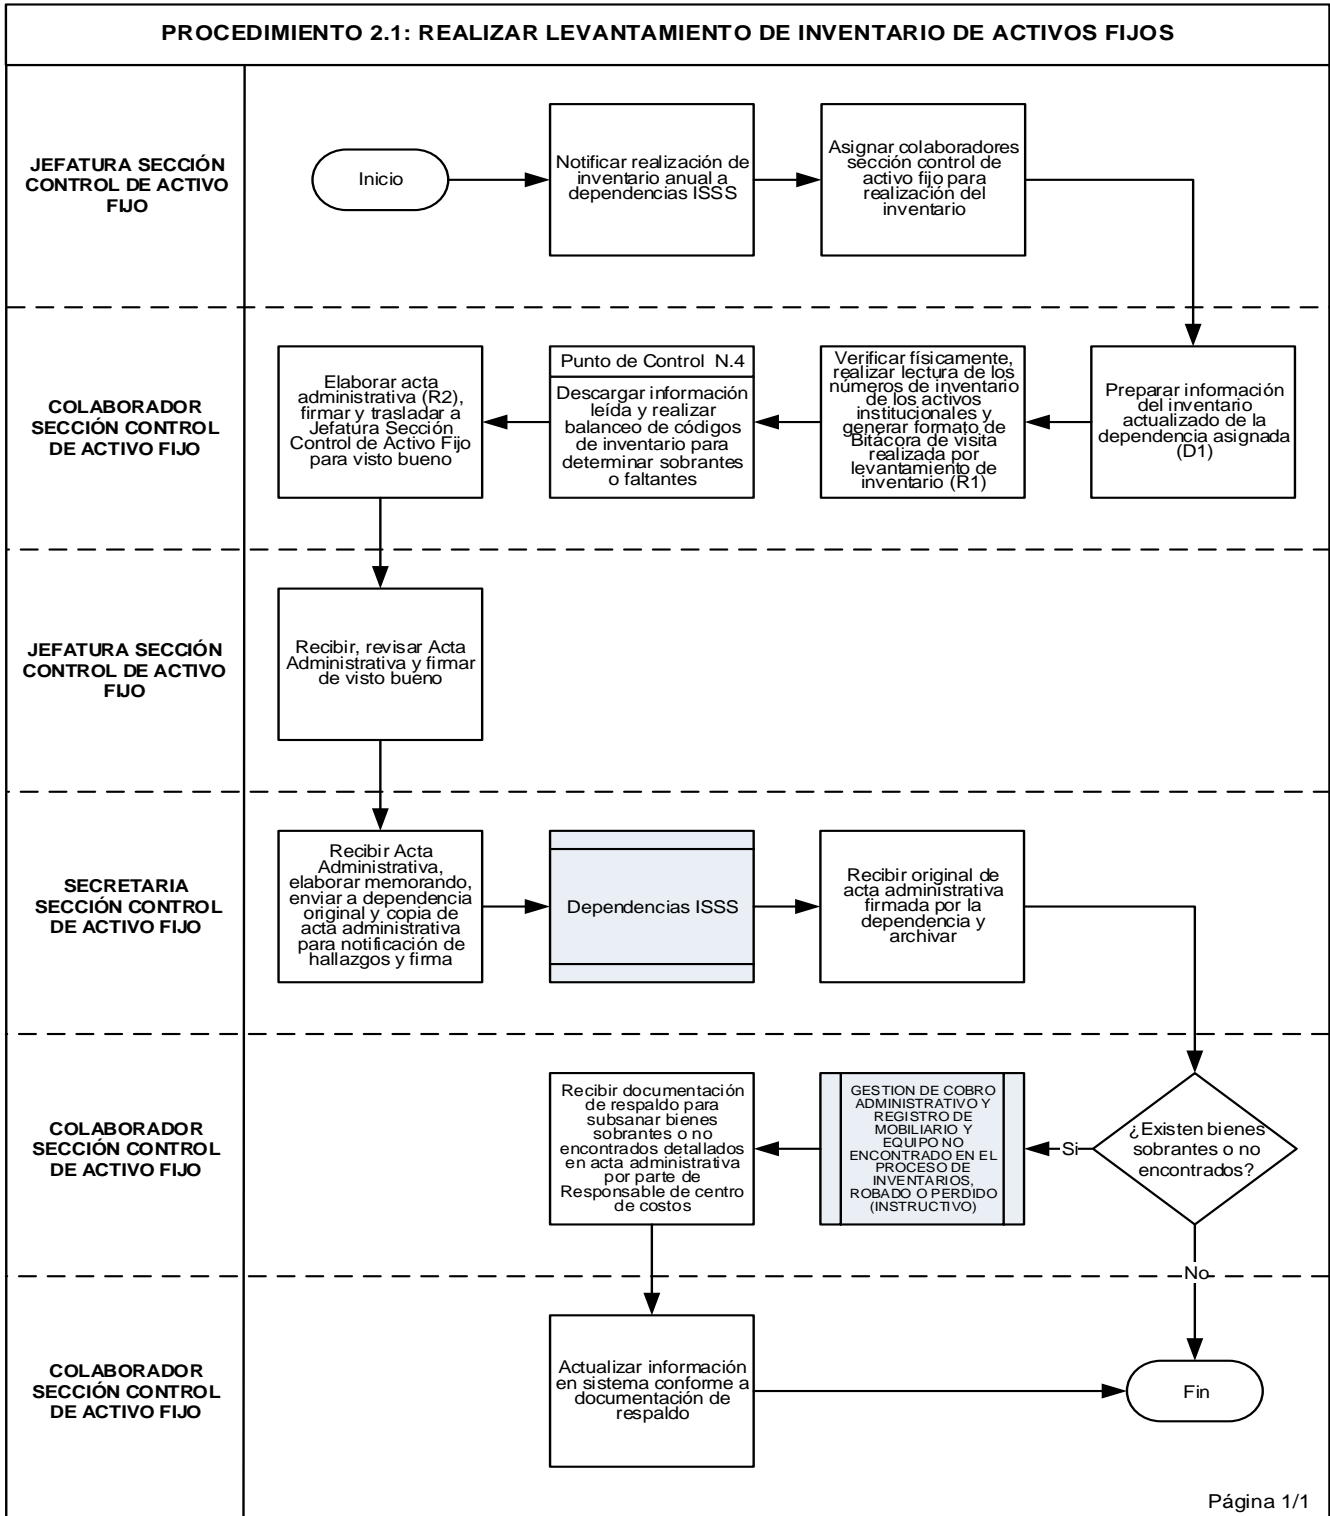 PROCEDIMIENTO 2.1: REALIZAR LEVANTAMIENTO DE INVENTARIO DE ACTIVOS FIJOS
JEFATURA SECCIÓN
CONTROL DE ACTIVO
FIJO
Inicio
Notificar realización de
inventario anual a
dependencias ISSS
Asignar colaboradores
sección control de
activo fijo para
realización del
inventario
COLABORADOR
SECCIÓN CONTROL
DE ACTIVO FIJO
Elaborar acta
administrativa (R2),
firmar y trasladar a
Jefatura Sección
Control de Activo Fijo
para visto bueno
Punto de Control N.4
Descargar información
leída y realizar
balanceo de códigos
de inventario para
determinar sobrantes
o faltantes
Verificar físicamente,
realizar lectura de los
números de inventario
de los activos
institucionales y
generar formato de
Bitácora de visita
realizada por
levantamiento de
inventario (R1)
Preparar información
del inventario
actualizado de la
dependencia asignada
(D1)
JEFATURA SECCIÓN
CONTROL DE ACTIVO
FIJO
Recibir, revisar Acta
Administrativa y firmar
de visto bueno
SECRETARIA
SECCIÓN CONTROL
DE ACTIVO FIJO
Recibir Acta
Administrativa,
elaborar memorando,
enviar a dependencia
original y copia de
acta administrativa
para notificación de
hallazgos y firma
Dependencias ISSS
Recibir original de
acta administrativa
firmada por la
dependencia y
archivar
COLABORADOR
SECCIÓN CONTROL
DE ACTIVO FIJO
Recibir documentación
de respaldo para
subsanar bienes
sobrantes o no
encontrados detallados
en acta administrativa
por parte de
Responsable de centro
de costos
GESTION DE COBRO
ADMINISTRATIVO Y
REGISTRO DE
MOBILIARIO Y
EQUIPO NO
ENCONTRADO EN EL
PROCESO DE
INVENTARIOS,
ROBADO O PERDIDO
(INSTRUCTIVO)
Si
¿Existen bienes
sobrantes o no
encontrados?
No
COLABORADOR
SECCIÓN CONTROL
DE ACTIVO FIJO
Actualizar información
en sistema conforme a
documentación de
respaldo
Fin
Página 1/1